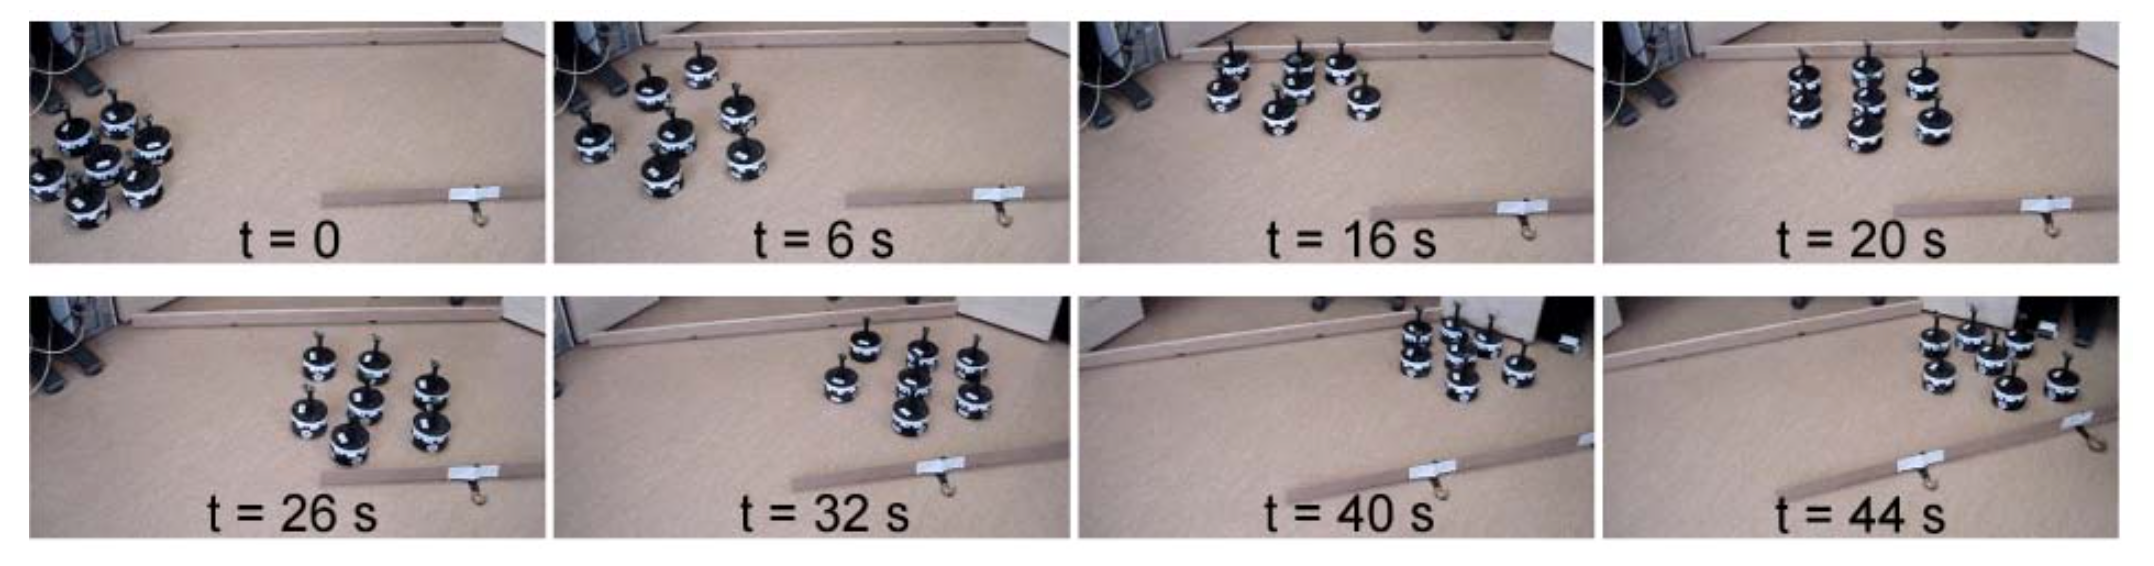 t = 0
t = 6 s
t = 16 s
t = 20 s
t = 26 s
t = 32 s
t = 40 s
t = 44 s